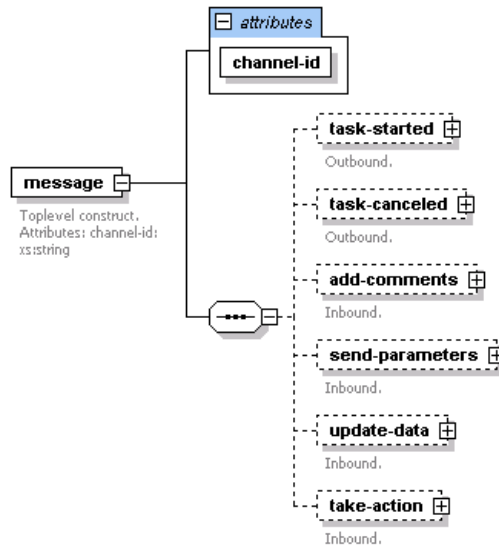 attributes
channel-id
task-started
Outbound.
message
Toplevel construct.
Attributes: channel-id:
xs:string
task-canceled
Outbound.
add-comments
Inbound.
send-parameters
Inbound.
update-data
Inbound.
take-action
Inbound.